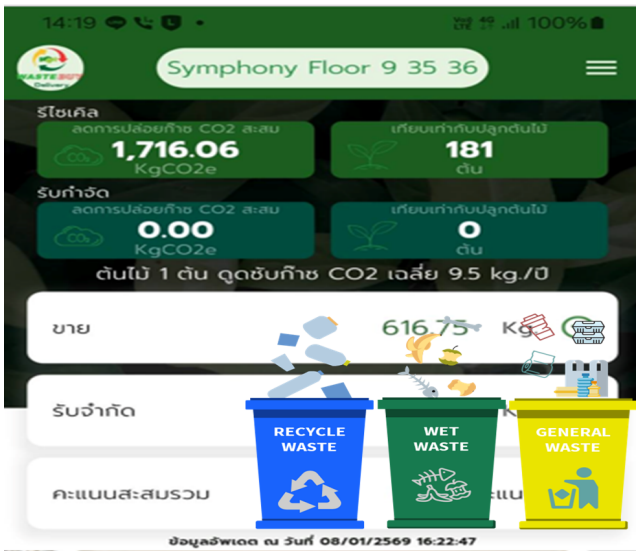 14:19
Vo) 4G .ıll 100%
WASTEBUY
Delivery
Symphony Floor 9 35 36
รีไซเคิล
ลดการปล่อยก๊าซ CO2 สะสม เทียบเท่ากับปลูกต้นไม้
CO₂ 1,716.06 181
KgCO2e ต้น
รับกำจัด
ลดการปล่อยก๊าซ CO2 สะสม เทียบเท่ากับปลูกต้นไม้
CO₂ 0.00 0
KgCO2e ต้น
ต้นไม้ 1 ต้น ดูดซับก๊าซ CO2 เฉลี่ย 9.5 kg./ปี
ขาย 616.75 Kg
รับจำกัด
RECYCLE WASTE
WET WASTE
GENERAL WASTE
คะแนนสะสมรวม
ข้อมูลอัพเดต ณ วันที่ 08/01/2569 16:22:47